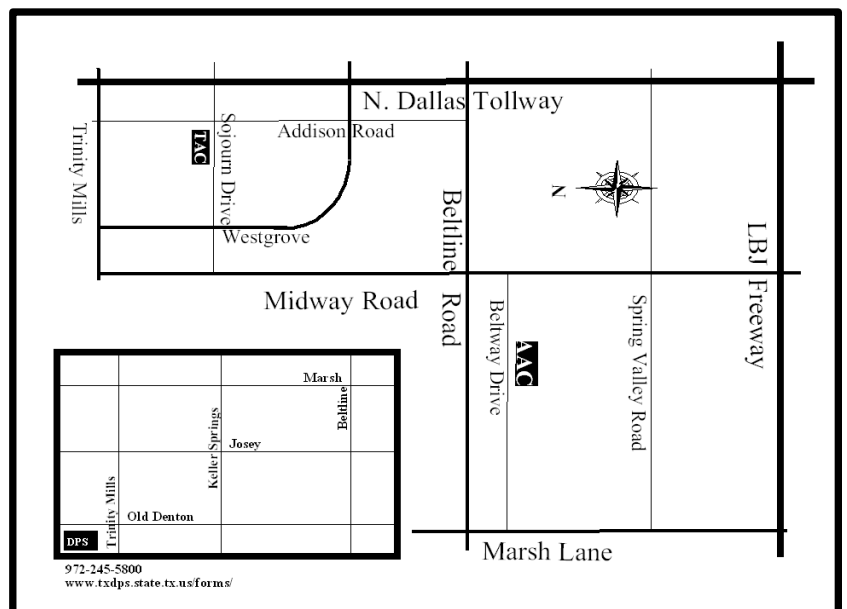 N. Dallas Tollway
Addison Road
Trinity Mills
TAC
Sojourn Drive
Westgrove
N
Beltline Road
LBJ Freeway
Midway Road
Beltway Drive
AAC
Spring Valley Road
Marsh Lane
Marsh
Beltline
Keller Springs
Josey
Trinity Mills
Old Denton
DPS
972-245-5800
www.txdps.state.tx.us/forms/